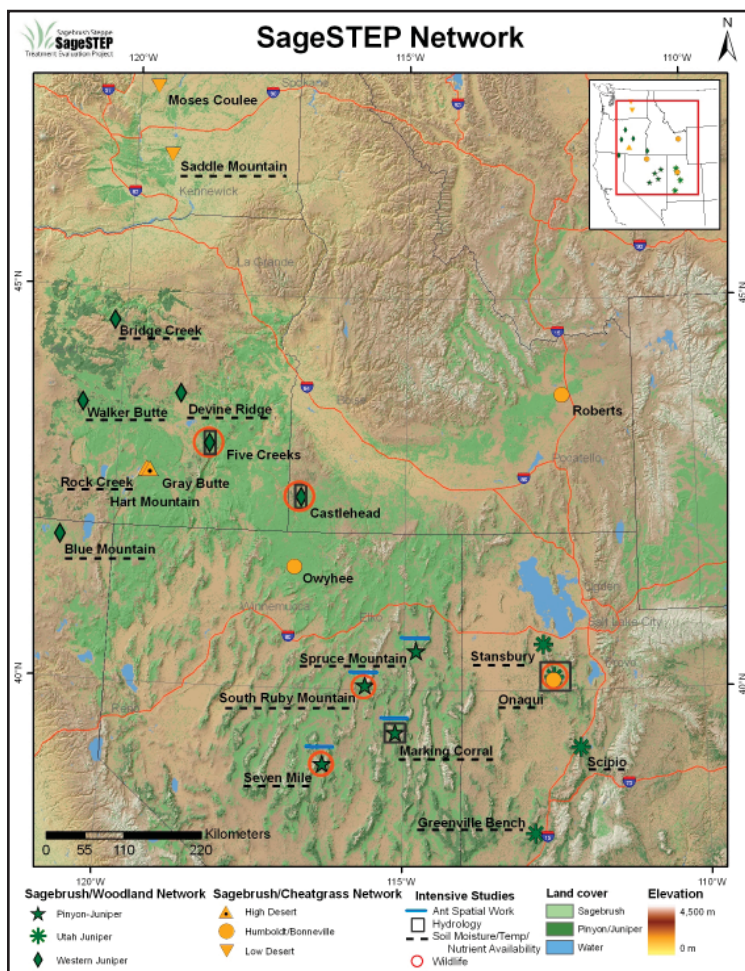 Sagebrush Steppe
SageSTEP
Treatment Evaluation Project
SageSTEP Network
N
120°W
115°W
110°W
Spokane
Moses Coulee
Saddle Mountain
Kennewick
La Grande
45°N
45°N
Bridge Creek
Walker Butte
Devine Ridge
Boise
Roberts
Five Creeks
Rock Creek
Gray Butte
Pocatello
Hart Mountain
Castlehead
Blue Mountain
Owyhee
Ogden
Winnemucca
Elko
Salt Lake City
Spruce Mountain
Stansbury
Provo
40°N
40°N
South Ruby Mountain
Onaqui
Reno
Marking Corral
Scipio
Seven Mile
Greenville Bench
Kilometers
0 55 110 220
120°W
115°W
110°W
Sagebrush/Woodland Network
Pinyon-Juniper
Utah Juniper
Western Juniper
Sagebrush/Cheatgrass Network
High Desert
Humboldt/Bonneville
Low Desert
Intensive Studies
Ant Spatial Work
Hydrology
Soil Moisture/Temp/
Nutrient Availability
Wildlife
Land cover
Sagebrush
Pinyon/Juniper
Water
Elevation
4,500 m
0 m